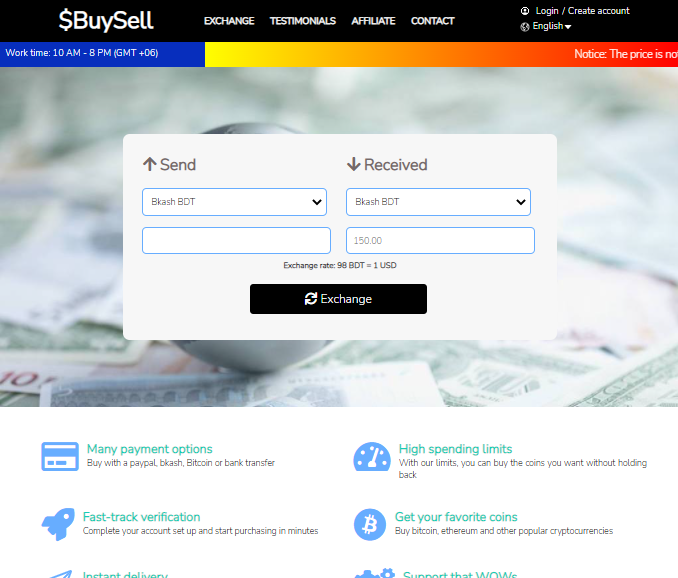 $BuySell
EXCHANGE TESTIMONIALS AFFILIATE CONTACT
Login / Create account
English
Work time: 10 AM - 8 PM (GMT +06)
Notice: The price is no
Send
Received
Bkash BDT
Bkash BDT
150.00
Exchange rate: 98 BDT = 1 USD
Exchange
Many payment options
Buy with a paypal, bkash, Bitcoin or bank transfer
High spending limits
With our limits, you can buy the coins you want without holding
back
Fast-track verification
Complete your account set up and start purchasing in minutes
Get your favorite coins
Buy bitcoin, ethereum and other popular cryptocurrencies
Instant delivery
Support that WOWs